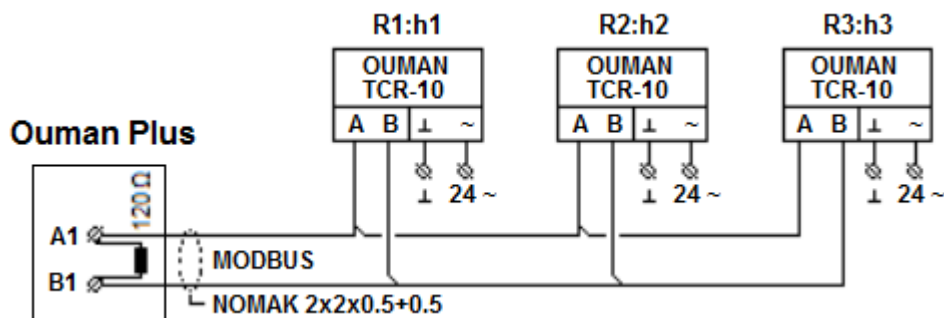 R1:h1 R2:h2 R3:h3
OUMAN OUMAN OUMAN
TCR-10 TCR-10 TCR-10
A B ⊥ ~ A B ⊥ ~ A B ⊥ ~
Ouman Plus
120Ω
⊥ 24 ~ ⊥ 24 ~ ⊥ 24 ~
A1
MODBUS
B1
NOMAK 2x2x0.5+0.5